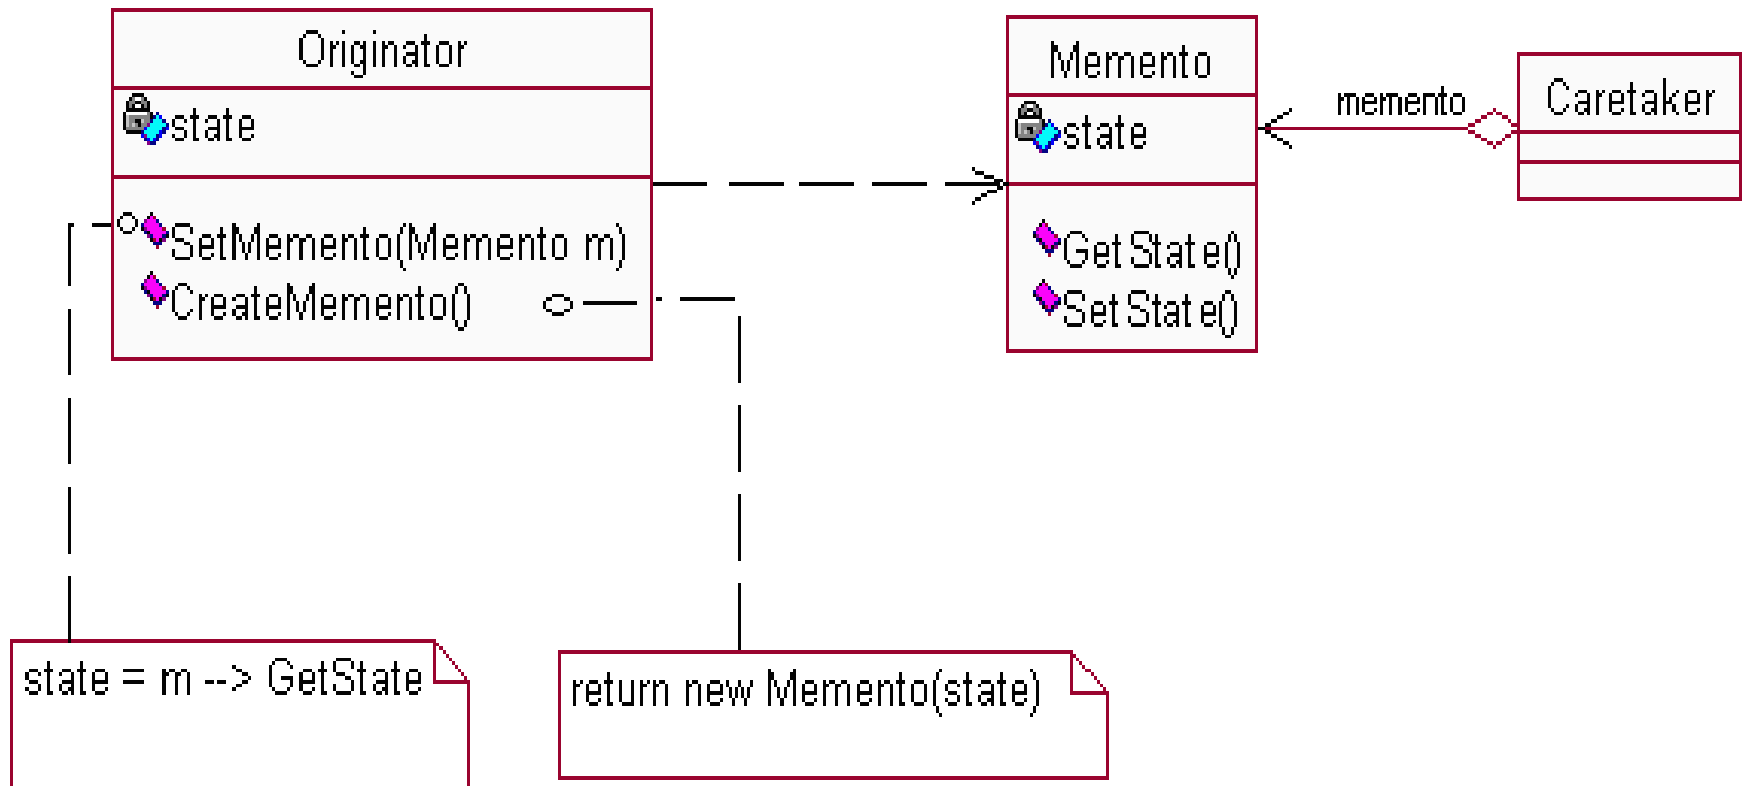 Originator
state
SetMemento(Memento m)
CreateMemento()
Memento
state
GetState()
SetState()
memento
Caretaker
state = m --> GetState
return new Memento(state)